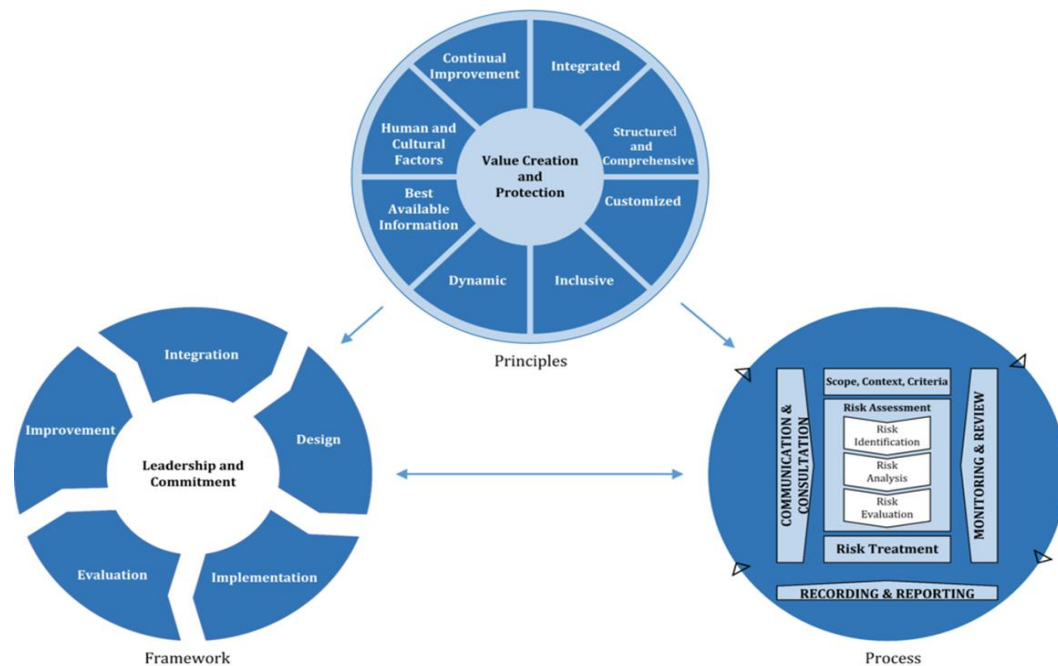 Continual
Improvement
Integrated
Structured
and
Comprehensive
Customized
Inclusive
Dynamic
Best
Available
Information
Human and
Cultural
Factors
Value Creation
and
Protection
Principles
Integration
Design
Implementation
Evaluation
Improvement
Leadership and
Commitment
Framework
Scope, Context, Criteria
Risk Assessment
Risk
Identification
Risk
Analysis
Risk
Evaluation
Risk Treatment
COMMUNICATION &
CONSULTATION
MONITORING & REVIEW
RECORDING & REPORTING
Process